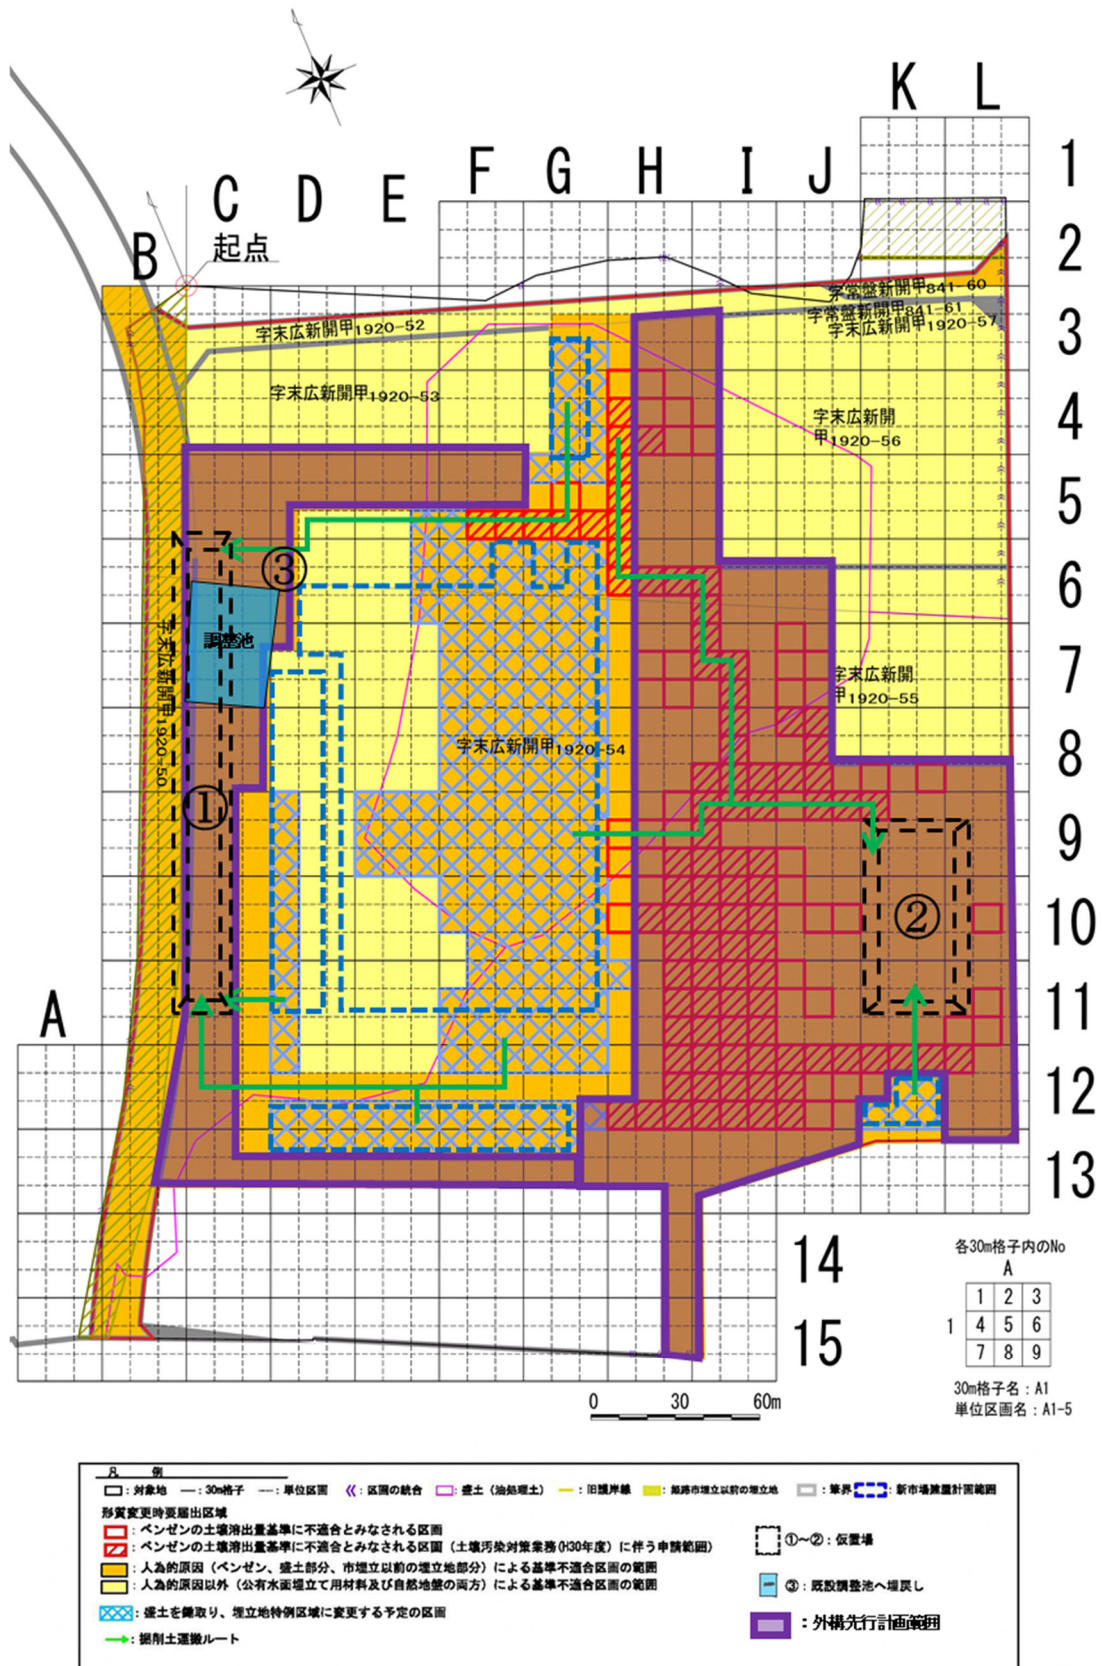 K L
1
F G H I J
C D E
起点
B
2
字常盤新開甲841-60
字常盤新開甲841-61
字末広新開甲1920-57
字末広新開甲1920-52
3
字末広新開甲1920-53
字末広新開
甲1920-56
4
5
③
6
調整池
字末広新開甲1920-50
7
字末広新開
甲1920-55
字末広新開甲1920-54
8
①
9
②
10
A
11
12
13
14
15
各30m格子内のNo
A
1 2 3
1 4 5 6
7 8 9
30m格子名：A1
単位区画名：A1-5
0 30 60m
凡 例
：対象地 ：30m格子 ：単位区画 ：区画の統合 ：盛土（油処理土） ：旧護岸線 ：姫路市埋立以前の埋立地 ：筆界 ：新市場建屋計画範囲
形質変更時要届出区域
：ベンゼンの土壌溶出量基準に不適合とみなされる区画
：ベンゼンの土壌溶出量基準に不適合とみなされる区画（土壌汚染対策業務(H30年度）に伴う申請範囲）
：人為的原因（ベンゼン、盛土部分、市埋立以前の埋立地部分）による基準不適合区画の範囲
：人為的原因以外（公有水面埋立て用材料及び自然地盤の両方）による基準不適合区画の範囲
：盛土を鋤取り、埋立地特例区域に変更する予定の区画
：掘削土運搬ルート
①～②：仮置場
③：既設調整池へ埋戻し
：外構先行計画範囲